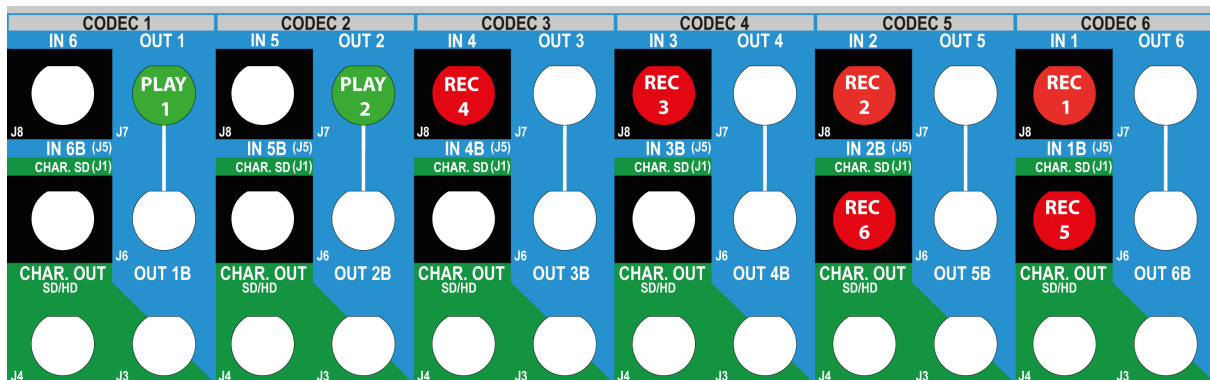 CODEC 1 CODEC 2 CODEC 3 CODEC 4 CODEC 5 CODEC 6
IN 6 OUT 1 IN 5 OUT 2 IN 4 OUT 3 IN 3 OUT 4 IN 2 OUT 5 IN 1 OUT 6
PLAY PLAY REC REC REC REC
1 2 4 3 2 1
J8 J7 J8 J7 J8 J7 J8 J7 J8 J7 J8 J7
IN 6B (J5) IN 5B (J5) IN 4B (J5) IN 3B (J5) IN 2B (J5) IN 1B (J5)
CHAR. SD (J1) CHAR. SD (J1) CHAR. SD (J1) CHAR. SD (J1) CHAR. SD (J1) CHAR. SD (J1)
REC REC
6 5
J6 J6 J6 J6 J6 J6
CHAR. OUT OUT 1B CHAR. OUT OUT 2B CHAR. OUT OUT 3B CHAR. OUT OUT 4B CHAR. OUT OUT 5B CHAR. OUT OUT 6B
SD/HD SD/HD SD/HD SD/HD SD/HD SD/HD
J4 J3 J4 J3 J4 J3 J4 J3 J4 J3 J4 J3